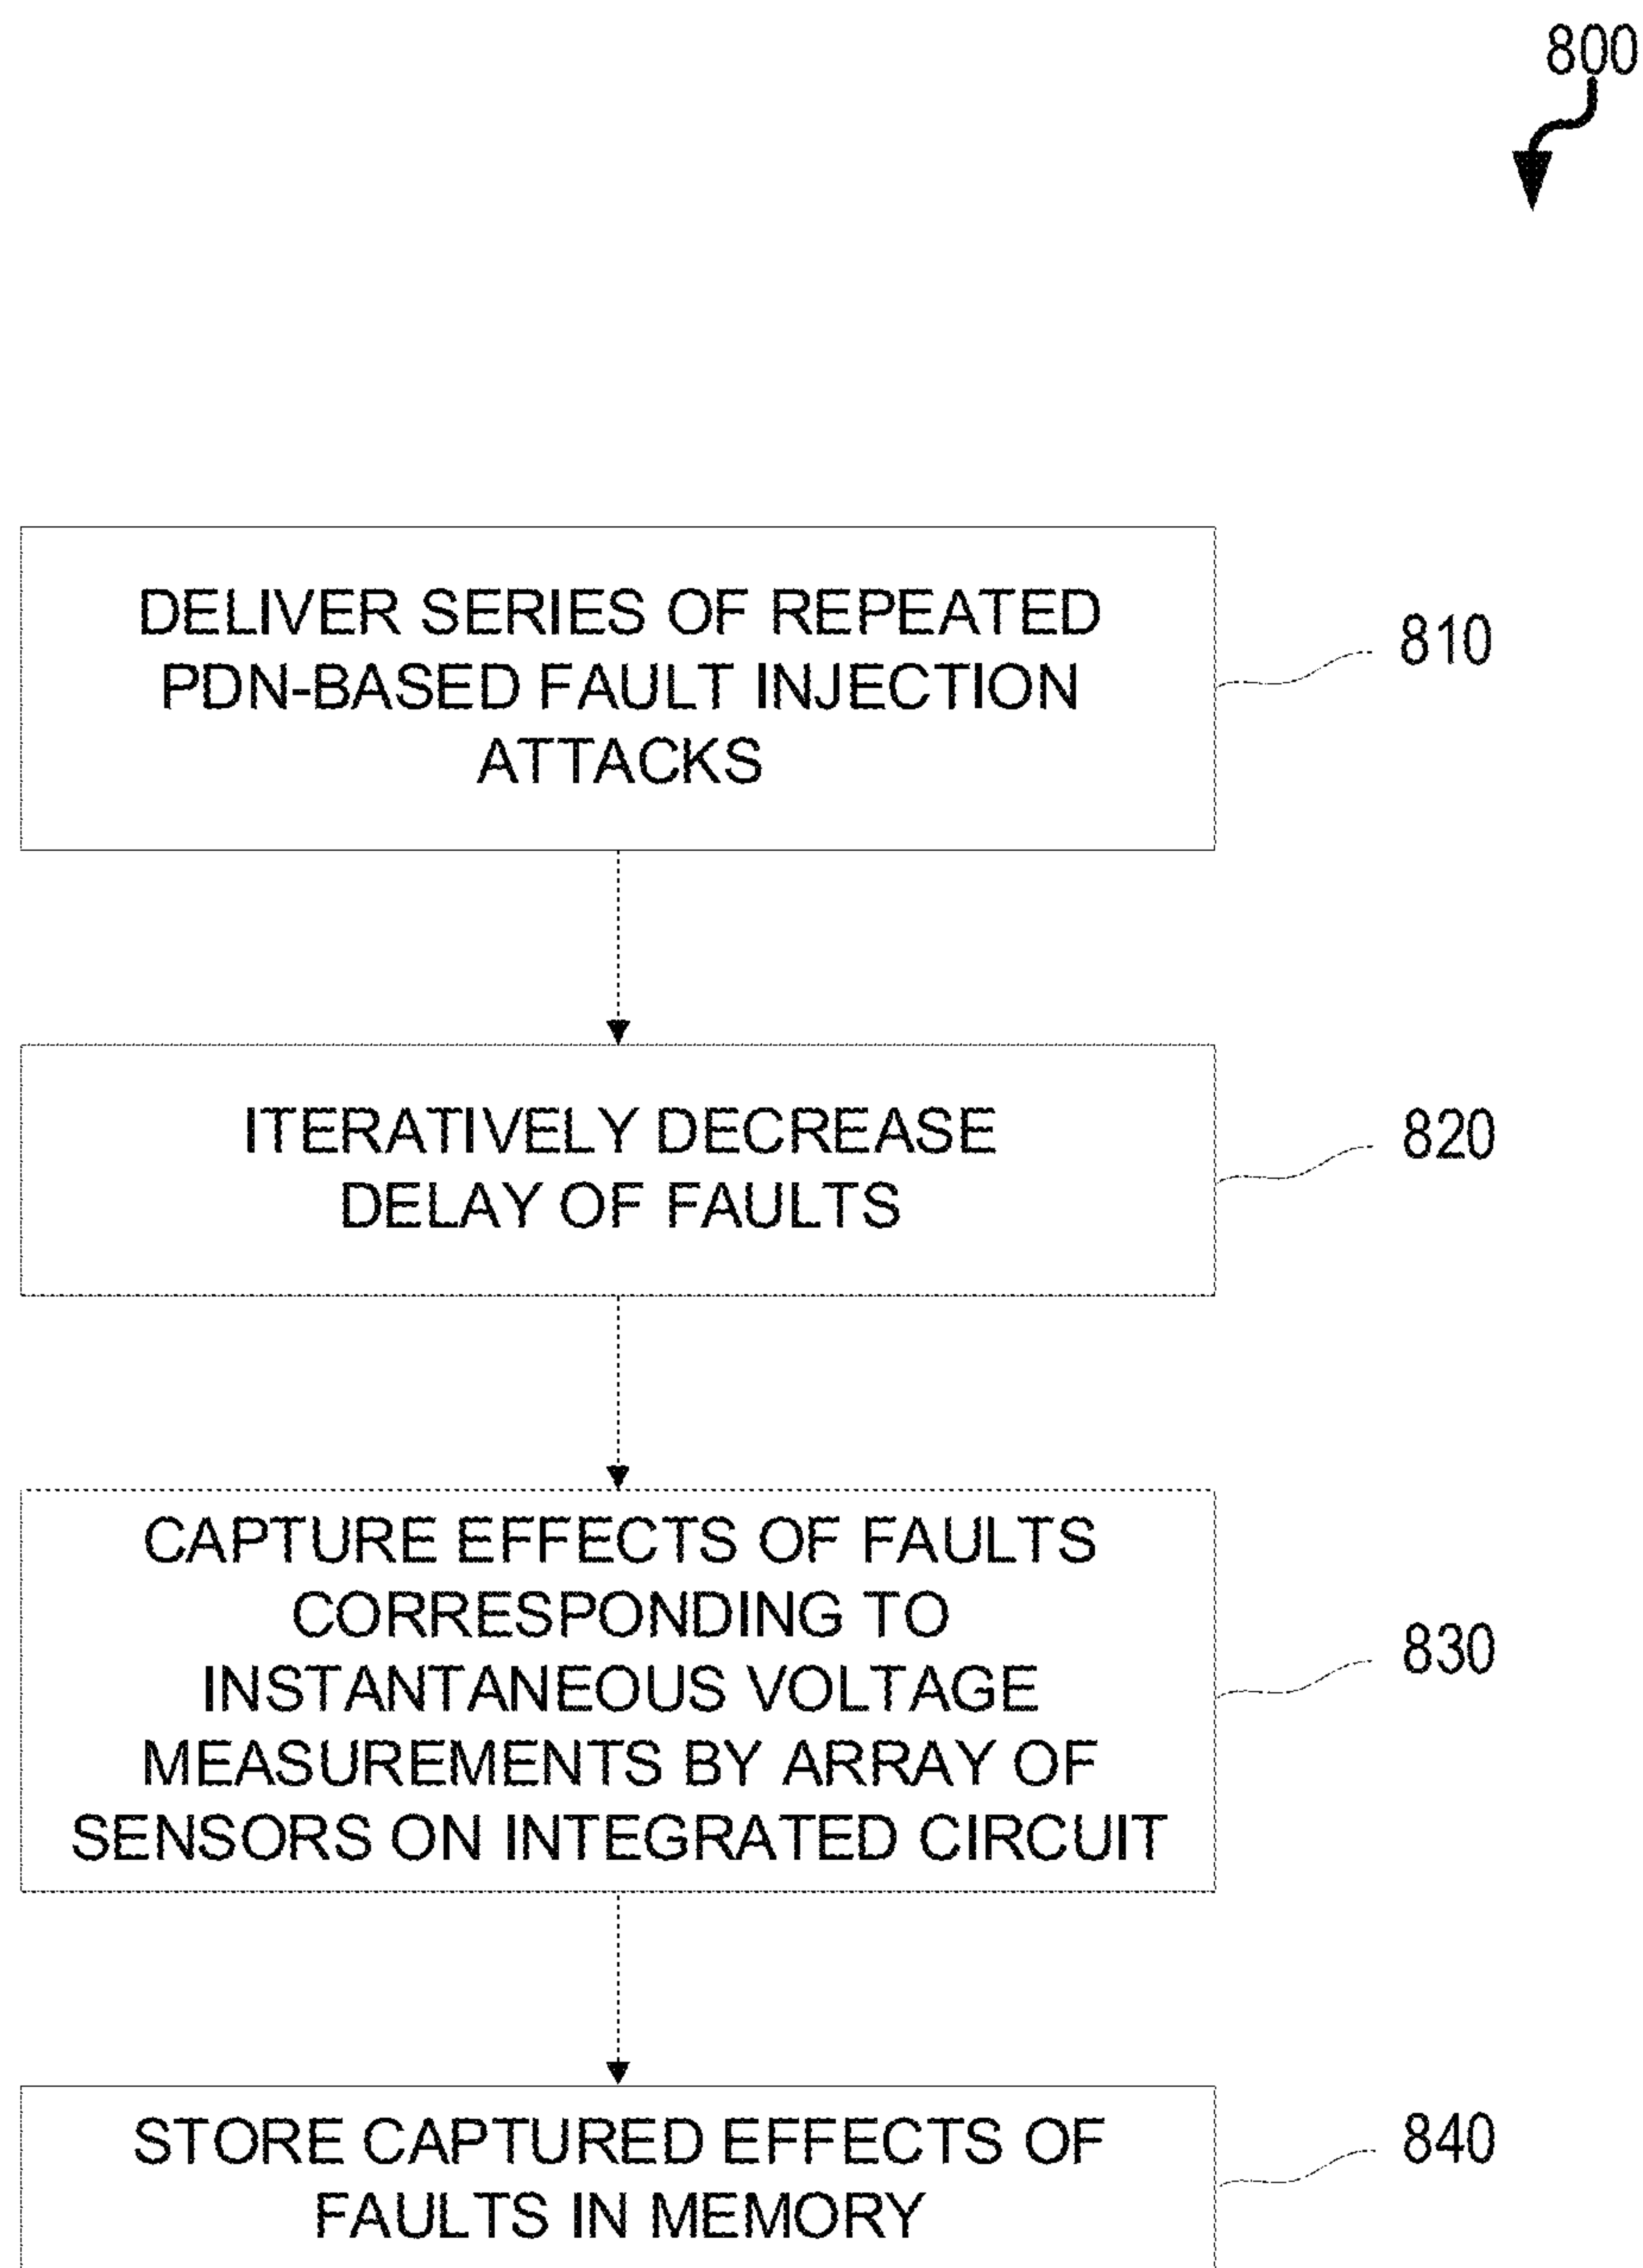 800
DELIVER SERIES OF REPEATED
PDN-BASED FAULT INJECTION
ATTACKS
810
ITERATIVELY DECREASE
DELAY OF FAULTS
820
CAPTURE EFFECTS OF FAULTS
CORRESPONDING TO
INSTANTANEOUS VOLTAGE
MEASUREMENTS BY ARRAY OF
SENSORS ON INTEGRATED CIRCUIT
830
STORE CAPTURED EFFECTS OF
FAULTS IN MEMORY
840